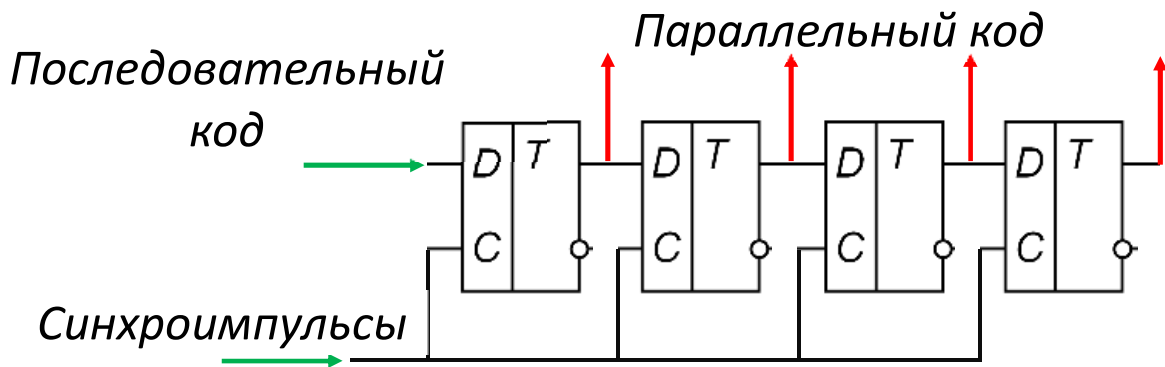 Параллельный код
Последовательный
код
D T D T D T D T
C C C C
Синхроимпульсы